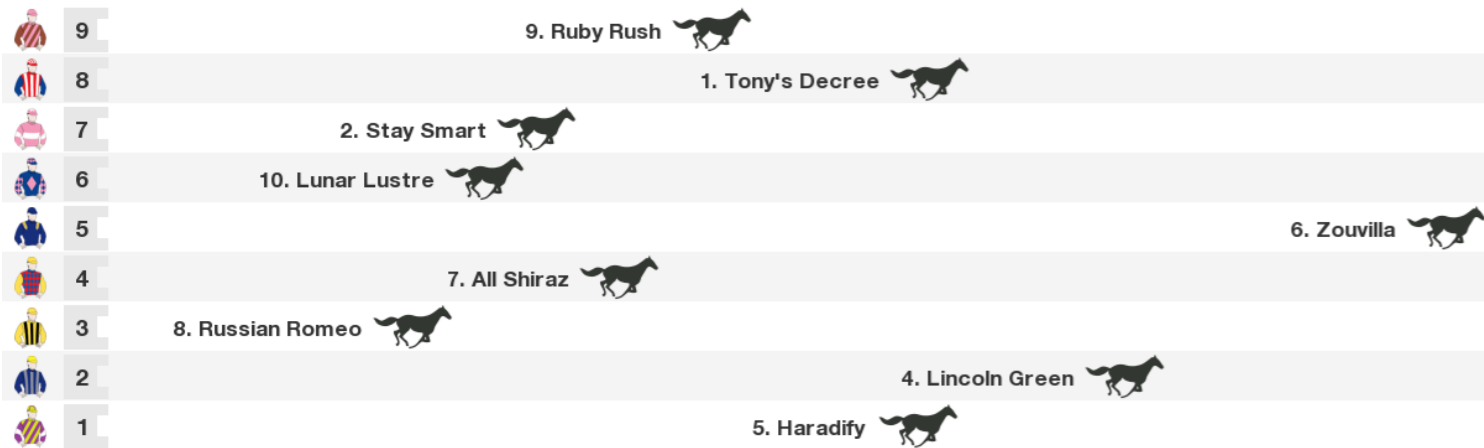 9 9. Ruby Rush
8 1. Tony's Decree
7 2. Stay Smart
6 10. Lunar Lustre
5 6. Zouvilla
4 7. All Shiraz
3 8. Russian Romeo
2 4. Lincoln Green
1 5. Haradify